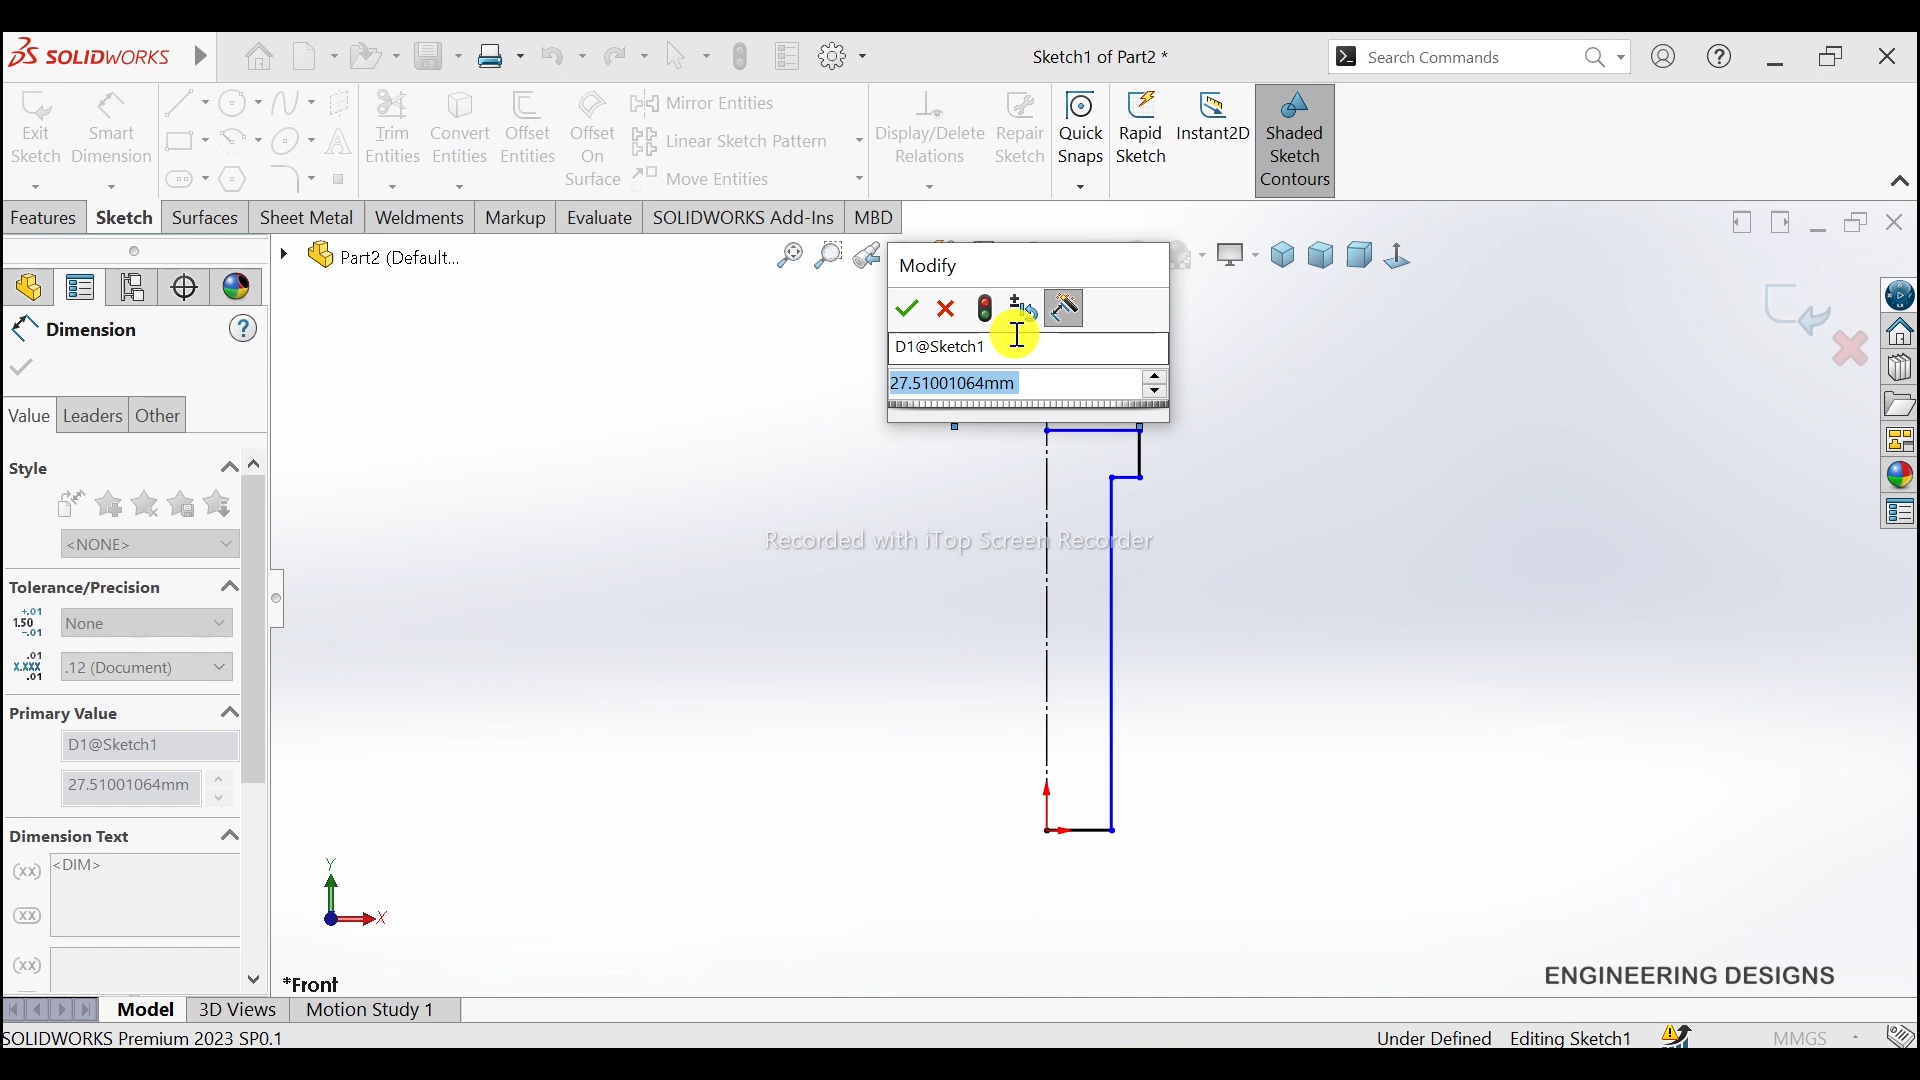 SOLIDWORKS
Sketch1 of Part2 *
Search Commands
Exit Sketch
Smart Dimension
Trim Entities
Convert Entities
Offset Entities
Offset On Surface
Mirror Entities
Linear Sketch Pattern
Move Entities
Display/Delete Relations
Repair Sketch
Quick Snaps
Rapid Sketch
Instant2D
Shaded Sketch Contours
Features
Sketch
Surfaces
Sheet Metal
Weldments
Markup
Evaluate
SOLIDWORKS Add-Ins
MBD
Part2 (Default...
Dimension
Value
Leaders
Other
Style
<NONE>
Tolerance/Precision
None
.12 (Document)
Primary Value
D1@Sketch1
27.51001064mm
Dimension Text
<DIM>
(xx)
(xx)
(xx)
Modify
D1@Sketch1
27.51001064mm
Recorded with iTop Screen Recorder
Y
X
*Front
ENGINEERING DESIGNS
Model
3D Views
Motion Study 1
SOLIDWORKS Premium 2023 SP0.1
Under Defined
Editing Sketch1
MMGS